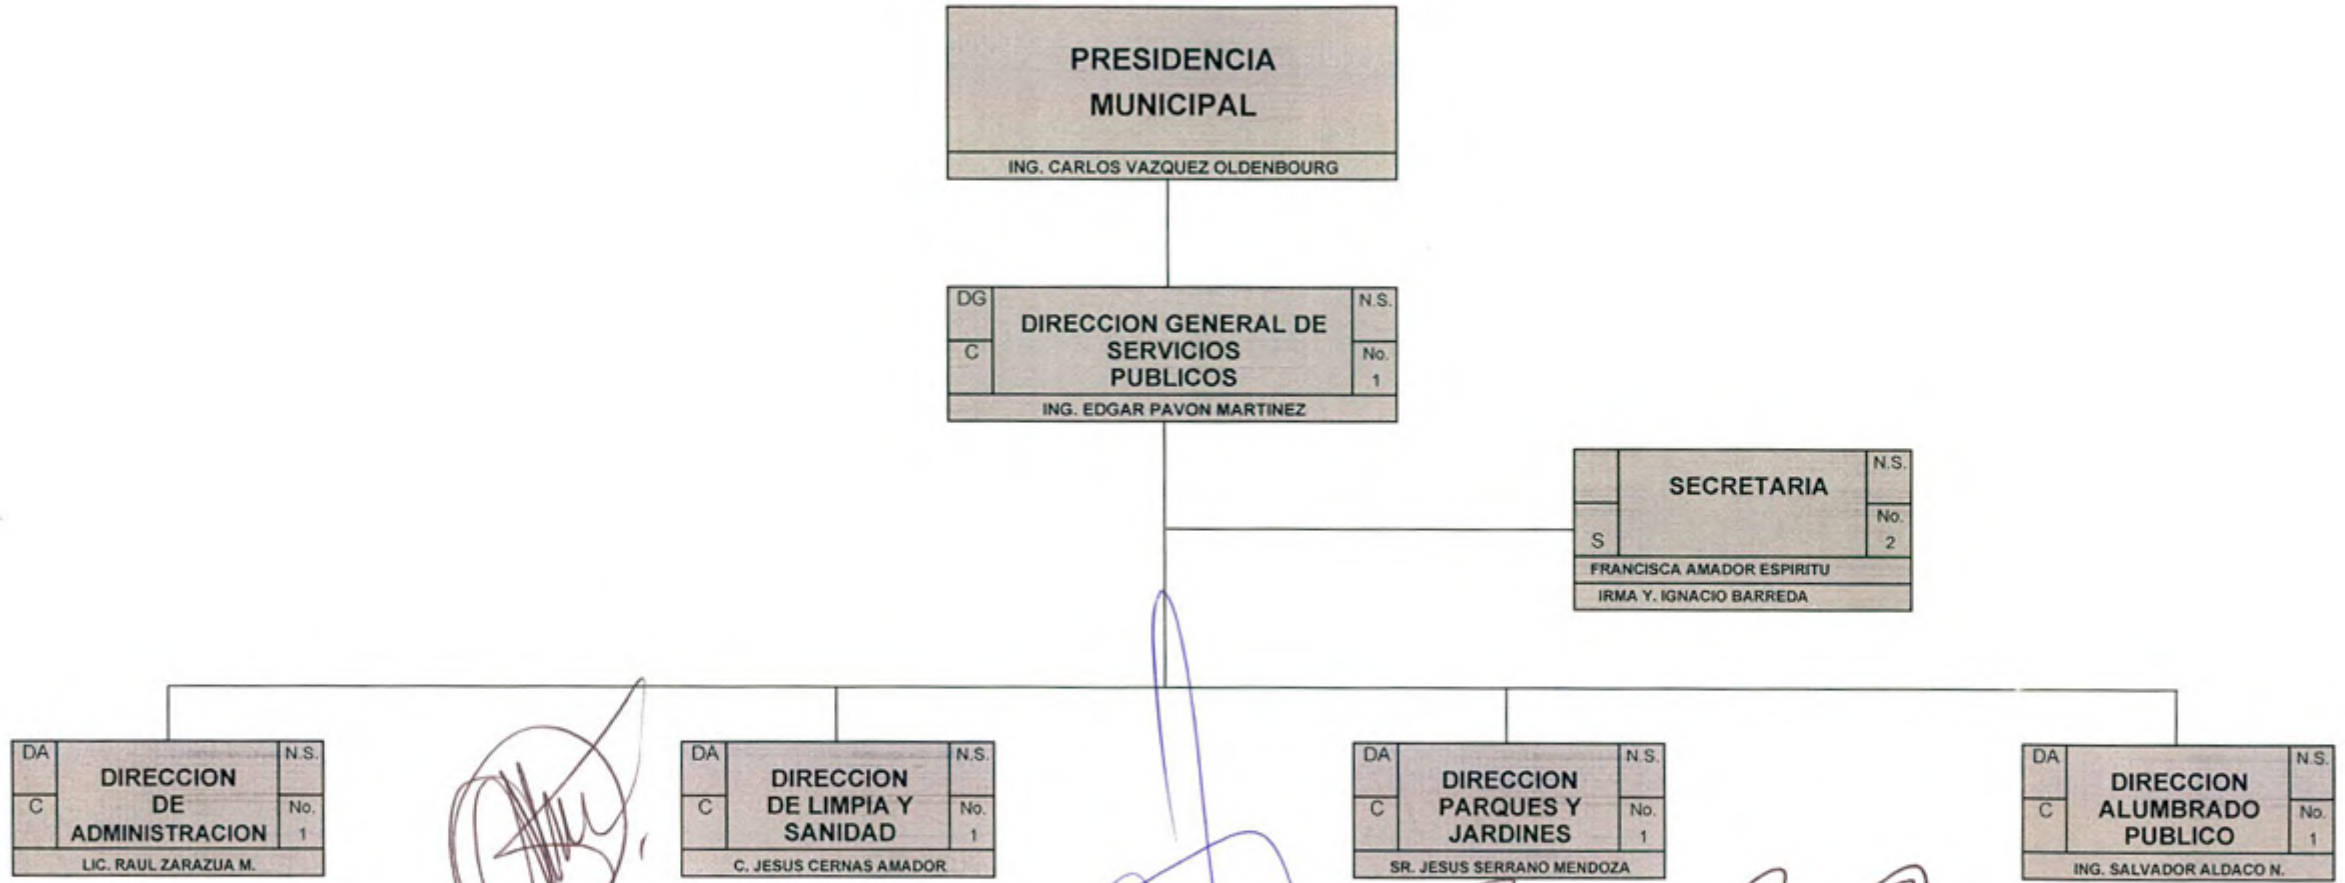 PRESIDENCIA
MUNICIPAL
ING. CARLOS VAZQUEZ OLDENBOURG
DG
N.S.
DIRECCION GENERAL DE
SERVICIOS
PUBLICOS
C
No.
1
ING. EDGAR PAVON MARTINEZ
N.S.
SECRETARIA
No.
S
2
FRANCISCA AMADOR ESPIRITU
IRMA Y. IGNACIO BARREDA
DA
N.S.
DIRECCION
DE
ADMINISTRACION
C
No.
1
LIC. RAUL ZARAZUA M.
DA
N.S.
DIRECCION
DE LIMPIA Y
SANIDAD
C
No.
1
C. JESUS CERNAS AMADOR
DA
N.S.
DIRECCION
PARQUES Y
JARDINES
C
No.
1
SR. JESUS SERRANO MENDOZA
DA
N.S.
DIRECCION
ALUMBRADO
PUBLICO
C
No.
1
ING. SALVADOR ALDACO N.